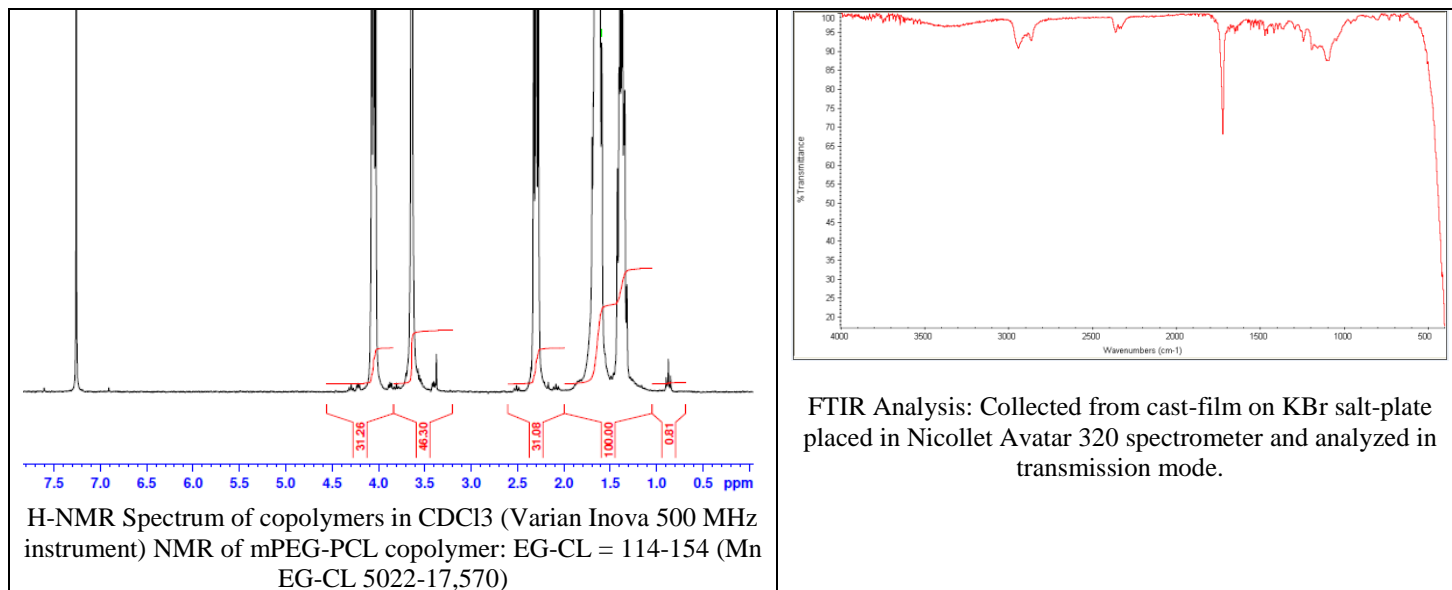 31.26
46.30
31.08
100.00
0.81
7.5 7.0 6.5 6.0 5.5 5.0 4.5 4.0 3.5 3.0 2.5 2.0 1.5 1.0 0.5 ppm
H-NMR Spectrum of copolymers in CDCl3 (Varian Inova 500 MHz
instrument) NMR of mPEG-PCL copolymer: EG-CL = 114-154 (Mn
EG-CL 5022-17,570)
100
95
90
85
80
75
70
65
60
55
50
45
40
35
30
25
20
% Transmittance
4000 3500 3000 2500 2000 1500 1000 500
Wavenumbers (cm-1)
FTIR Analysis: Collected from cast-film on KBr salt-plate
placed in Nicollet Avatar 320 spectrometer and analyzed in
transmission mode.